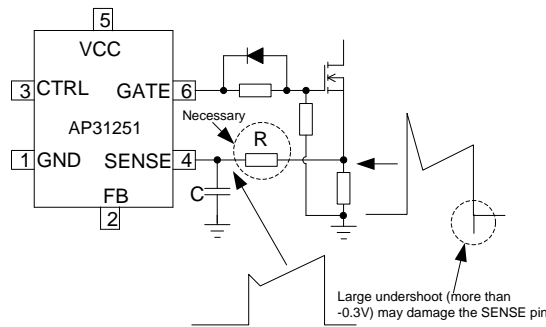 5
VCC
3 CTRL GATE 6
Necessary
AP31251
R
1 GND SENSE 4
C
FB
2
Large undershoot (more than
-0.3V) may damage the SENSE pin